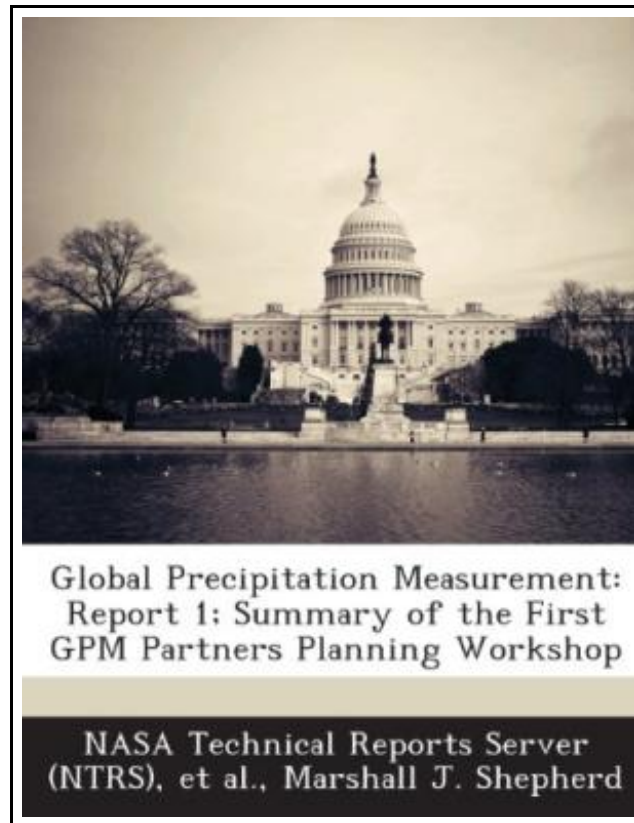 Global Precipitation Measurement:
Report 1; Summary of the First
GPM Partners Planning Workshop
NASA Technical Reports Server
(NTRS), et al., Marshall J. Shepherd